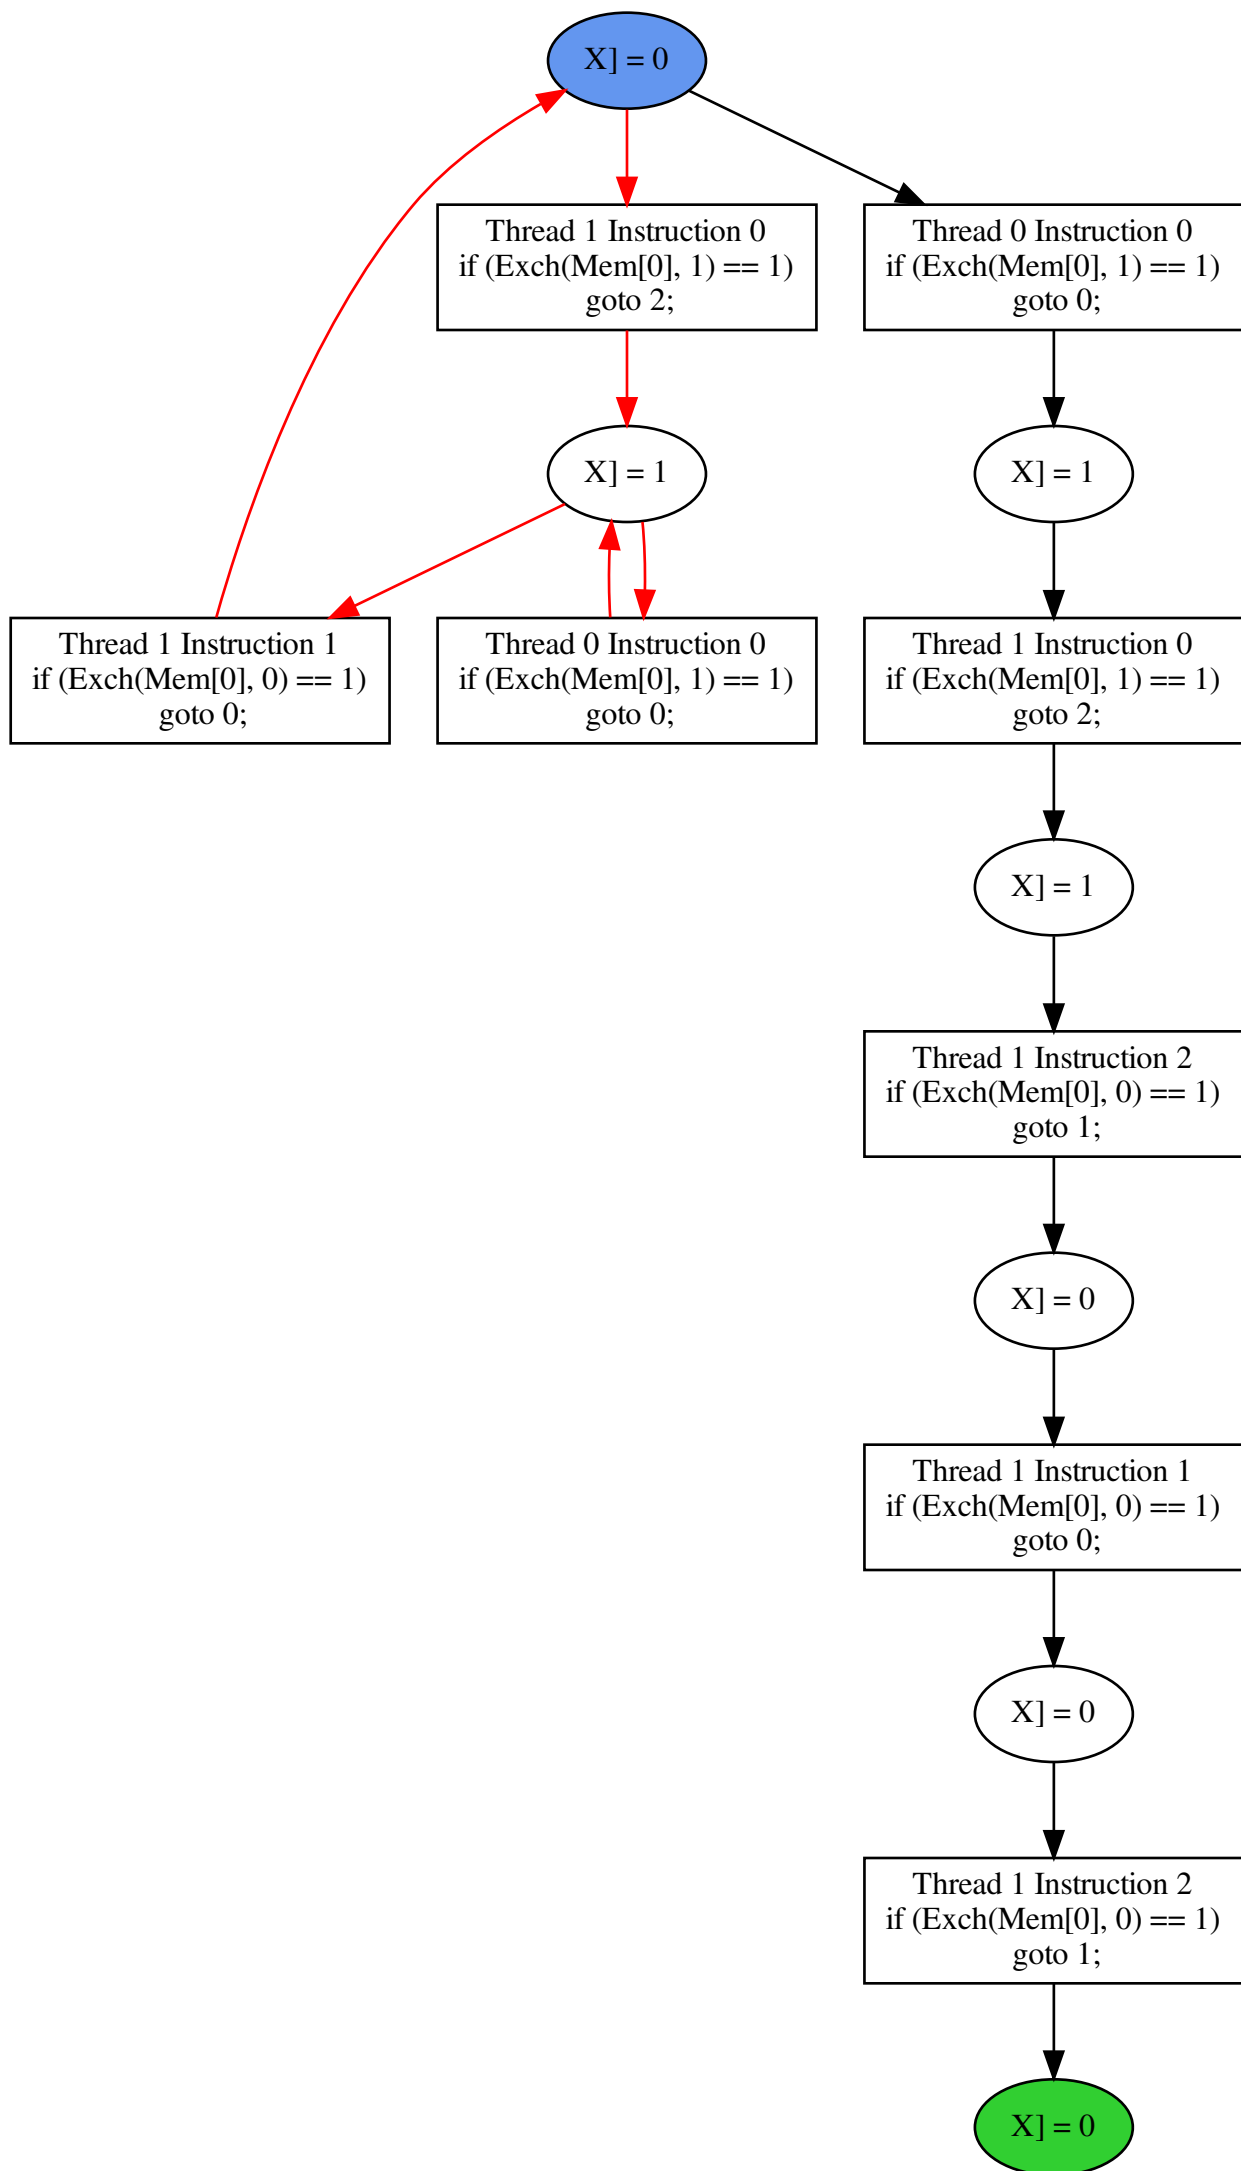 X] = 0
Thread 1 Instruction 0
if (Exch(Mem[0], 1) == 1)
goto 2;
Thread 0 Instruction 0
if (Exch(Mem[0], 1) == 1)
goto 0;
X] = 1
X] = 1
Thread 1 Instruction 1
if (Exch(Mem[0], 0) == 1)
goto 0;
Thread 0 Instruction 0
if (Exch(Mem[0], 1) == 1)
goto 0;
Thread 1 Instruction 0
if (Exch(Mem[0], 1) == 1)
goto 2;
X] = 1
Thread 1 Instruction 2
if (Exch(Mem[0], 0) == 1)
goto 1;
X] = 0
Thread 1 Instruction 1
if (Exch(Mem[0], 0) == 1)
goto 0;
X] = 0
Thread 1 Instruction 2
if (Exch(Mem[0], 0) == 1)
goto 1;
X] = 0